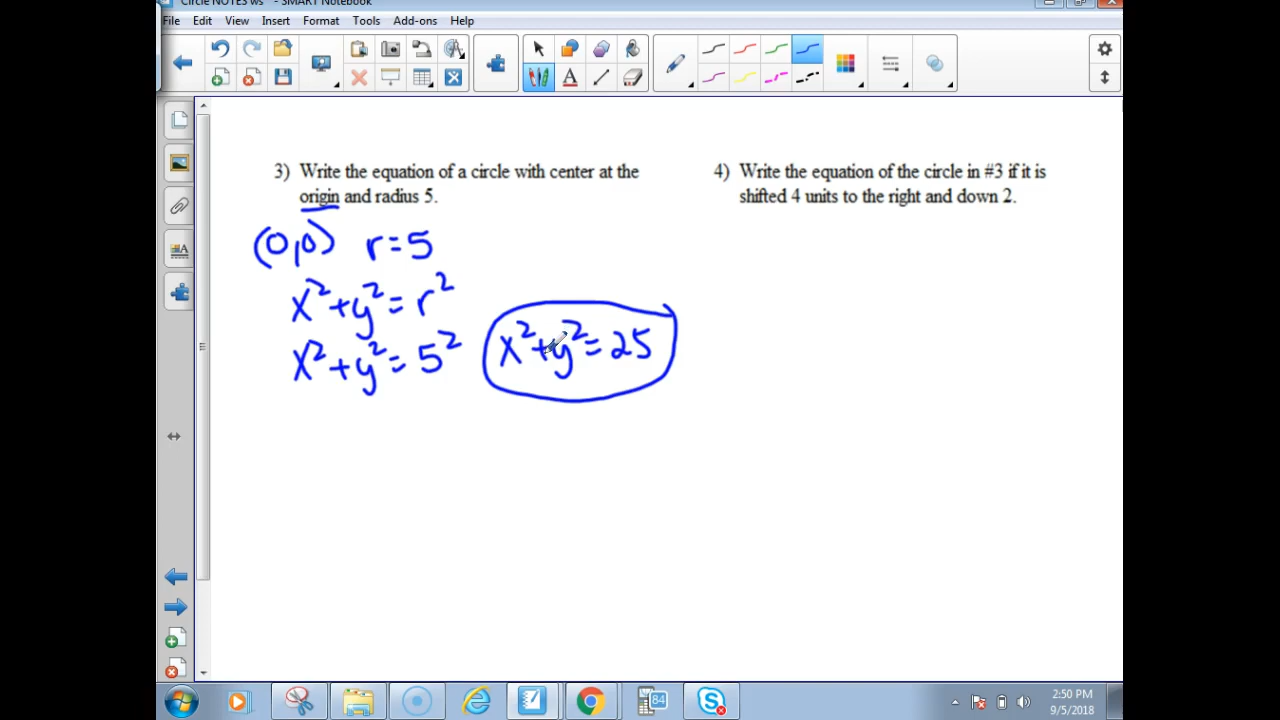 Circle NOTES ws * - SMART Notebook
File Edit View Insert Format Tools Add-ons Help
3) Write the equation of a circle with center at the
origin and radius 5.
(0,0) r=5
x²+y²=r²
x²+y²=5²
x²+y²=25
4) Write the equation of the circle in #3 if it is
shifted 4 units to the right and down 2.
84
2:50 PM
9/5/2018